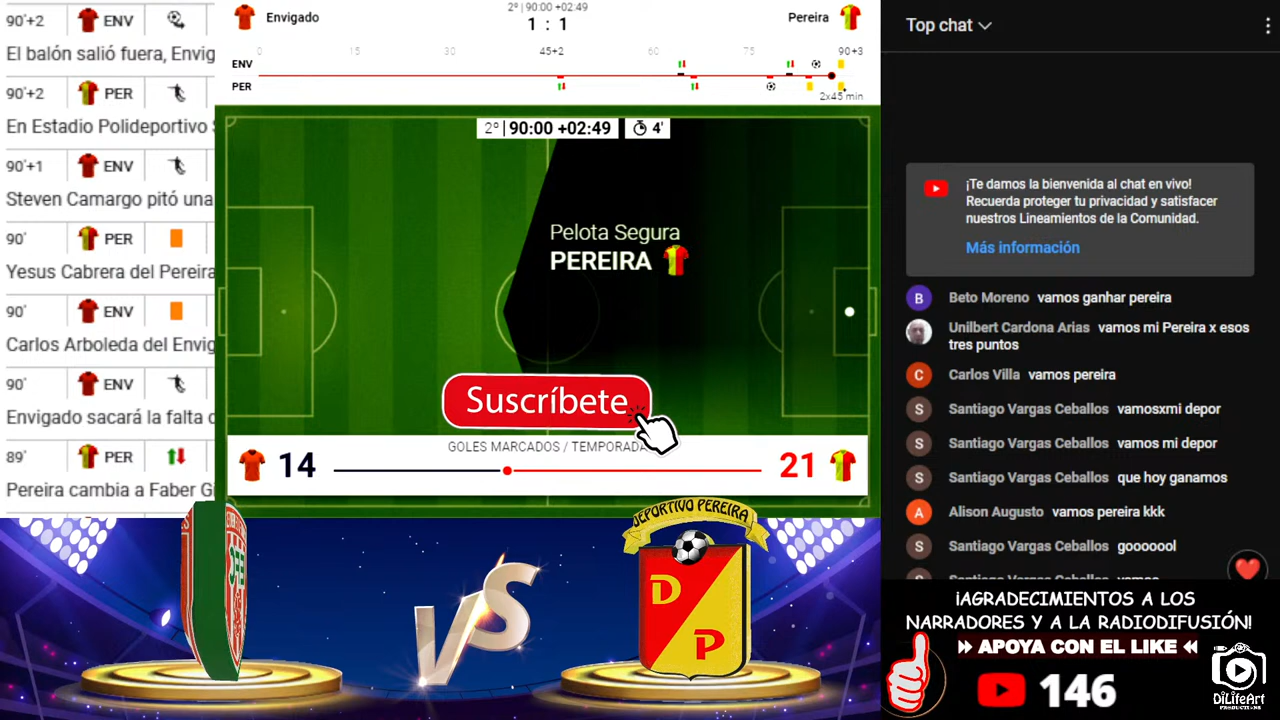 90'+2 ENV
El balón salió fuera, Envig
90'+2 PER
En Estadio Polideportivo
90'+1 ENV
Steven Camargo pitó una
90' PER
Yesus Cabrera del Pereira
90' ENV
Carlos Arboleda del Envig
90' ENV
Envigado sacará la falta
89' PER
Pereira cambia a Faber Gi
Envigado
2º | 90:00 +02:49
1 : 1
Pereira
0 15 30 45+2 60 75 90+3
ENV
PER
2x45 min
2º | 90:00 +02:49 4'
Pelota Segura
PEREIRA
Suscríbete
GOLES MARCADOS / TEMPORADA
14 21
DEPORTIVO PEREIRA
D
P
VS
Top chat
¡Te damos la bienvenida al chat en vivo!
Recuerda proteger tu privacidad y satisfacer
nuestros Lineamientos de la Comunidad.
Más información
B Beto Moreno vamos ganhar pereira
Unilbert Cardona Arias vamos mi Pereira x esos
tres puntos
C Carlos Villa vamos pereira
S Santiago Vargas Ceballos vamosxmi depor
S Santiago Vargas Ceballos vamos mi depor
S Santiago Vargas Ceballos que hoy ganamos
A Alison Augusto vamos pereira kkk
S Santiago Vargas Ceballos gooooool
Santiago Vargas Ceballos vamos
¡AGRADECIMIENTOS A LOS
NARRADORES Y A LA RADIODIFUSIÓN!
APOYA CON EL LIKE
146
DiLifeArt
PRODUCTIONS